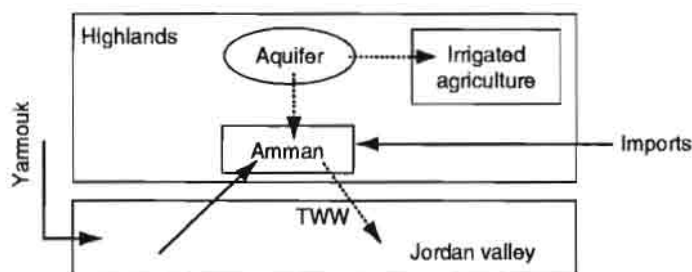 Highlands
Aquifer
Irrigated
agriculture
Amman
Imports
Yarmouk
TWW
Jordan valley